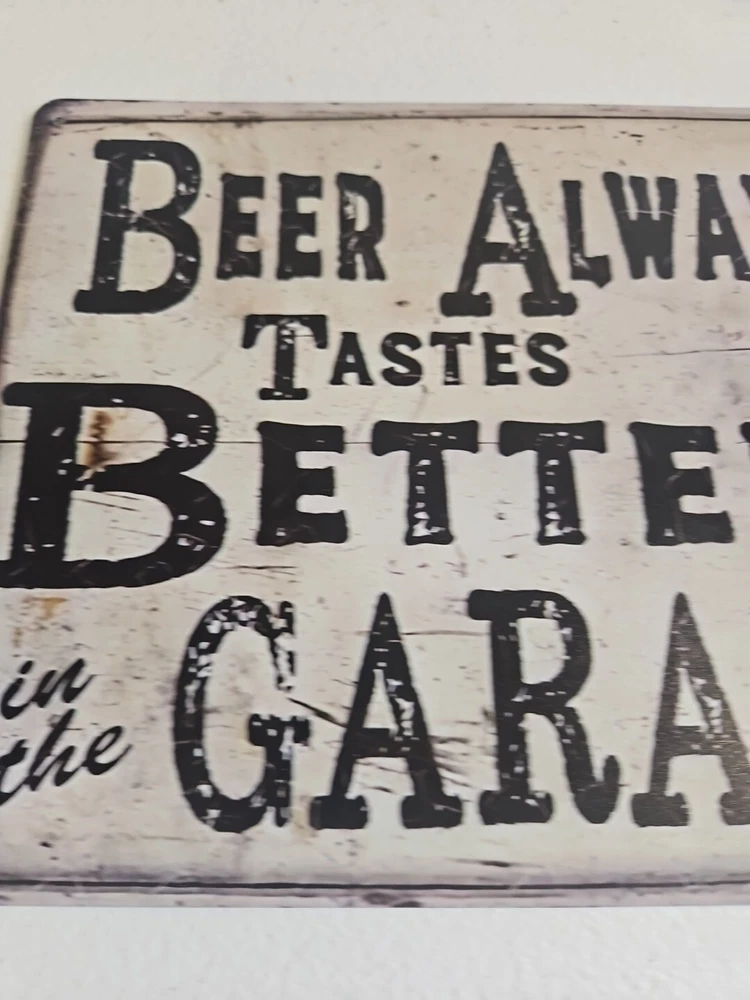 BEER ALWA
TASTES
BETTE
in the GARA